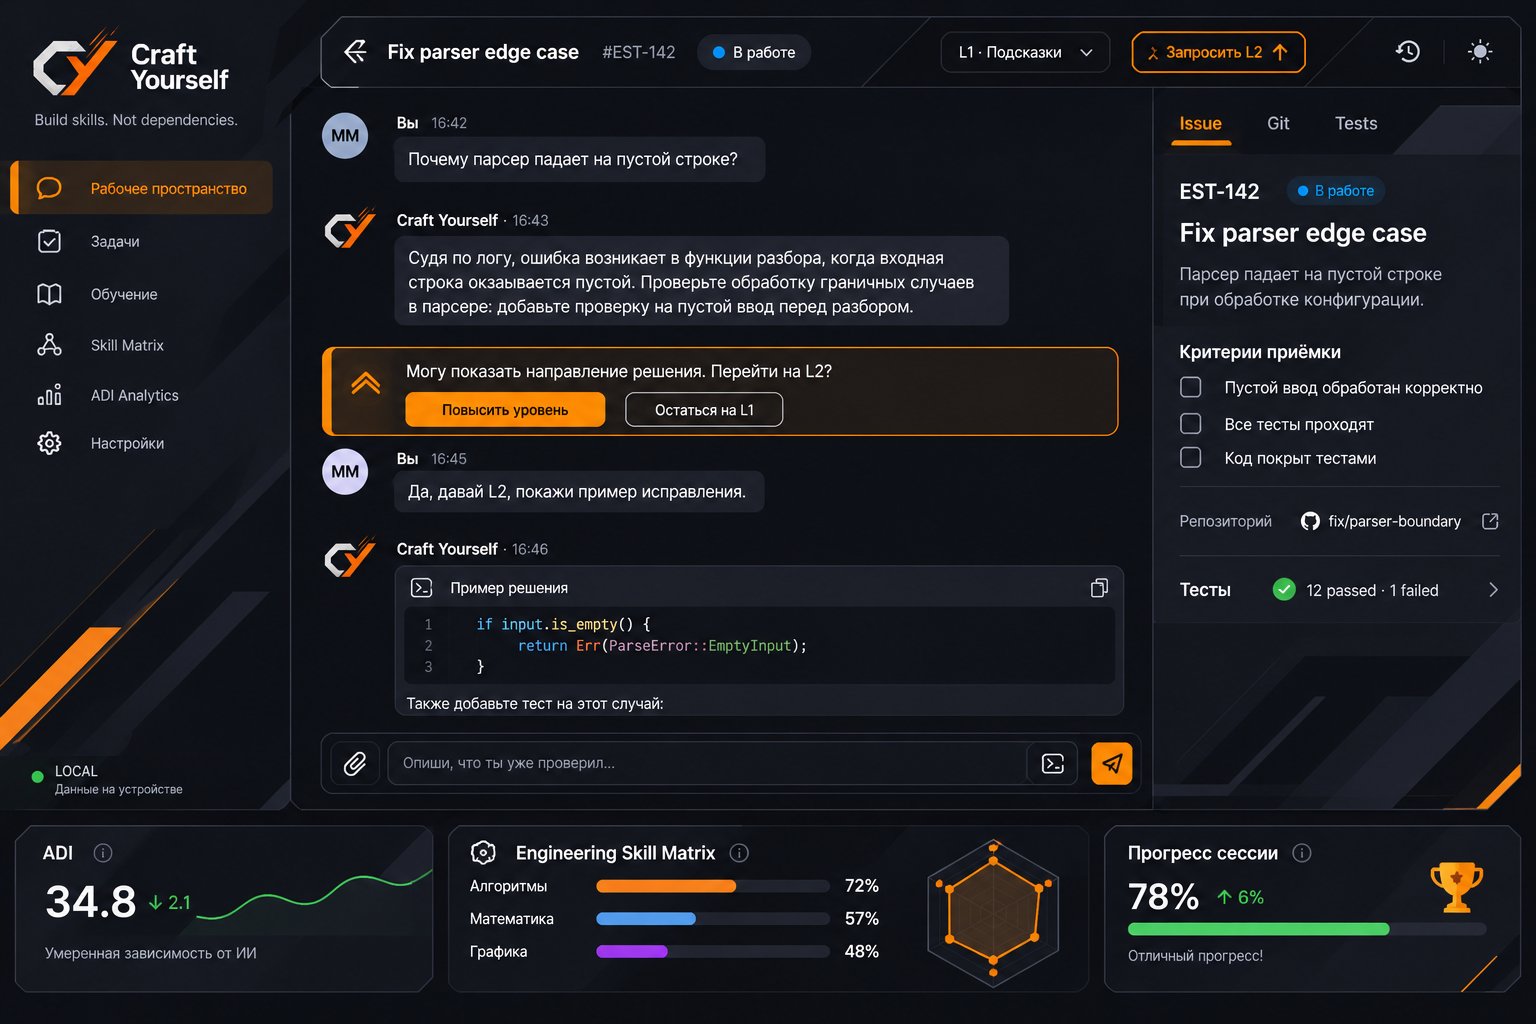 Craft
Yourself
Build skills. Not dependencies.
Рабочее пространство
Задачи
Обучение
Skill Matrix
ADI Analytics
Настройки
LOCAL
Данные на устройстве
Fix parser edge case #EST-142 В работе
L1 · Подсказки
Запросить L2
MM
Вы 16:42
Почему парсер падает на пустой строке?
Craft Yourself · 16:43
Судя по логу, ошибка возникает в функции разбора, когда входная
строка оказаывается пустой. Проверьте обработку граничных случаев
в парсере: добавьте проверку на пустой ввод перед разбором.
Могу показать направление решения. Перейти на L2?
Повысить уровень
Остаться на L1
MM
Вы 16:45
Да, давай L2, покажи пример исправления.
Craft Yourself · 16:46
Пример решения
1 if input.is_empty() {
2 return Err(ParseError::EmptyInput);
3 }
Также добавьте тест на этот случай:
Опиши, что ты уже проверил...
Issue Git Tests
EST-142 В работе
Fix parser edge case
Парсер падает на пустой строке
при обработке конфигурации.
Критерии приёмки
Пустой ввод обработан корректно
Все тесты проходят
Код покрыт тестами
Репозиторий fix/parser-boundary
Тесты 12 passed · 1 failed
ADI
34.8 ↓ 2.1
Умеренная зависимость от ИИ
Engineering Skill Matrix
Алгоритмы 72%
Математика 57%
Графика 48%
Прогресс сессии
78% ↑ 6%
Отличный прогресс!